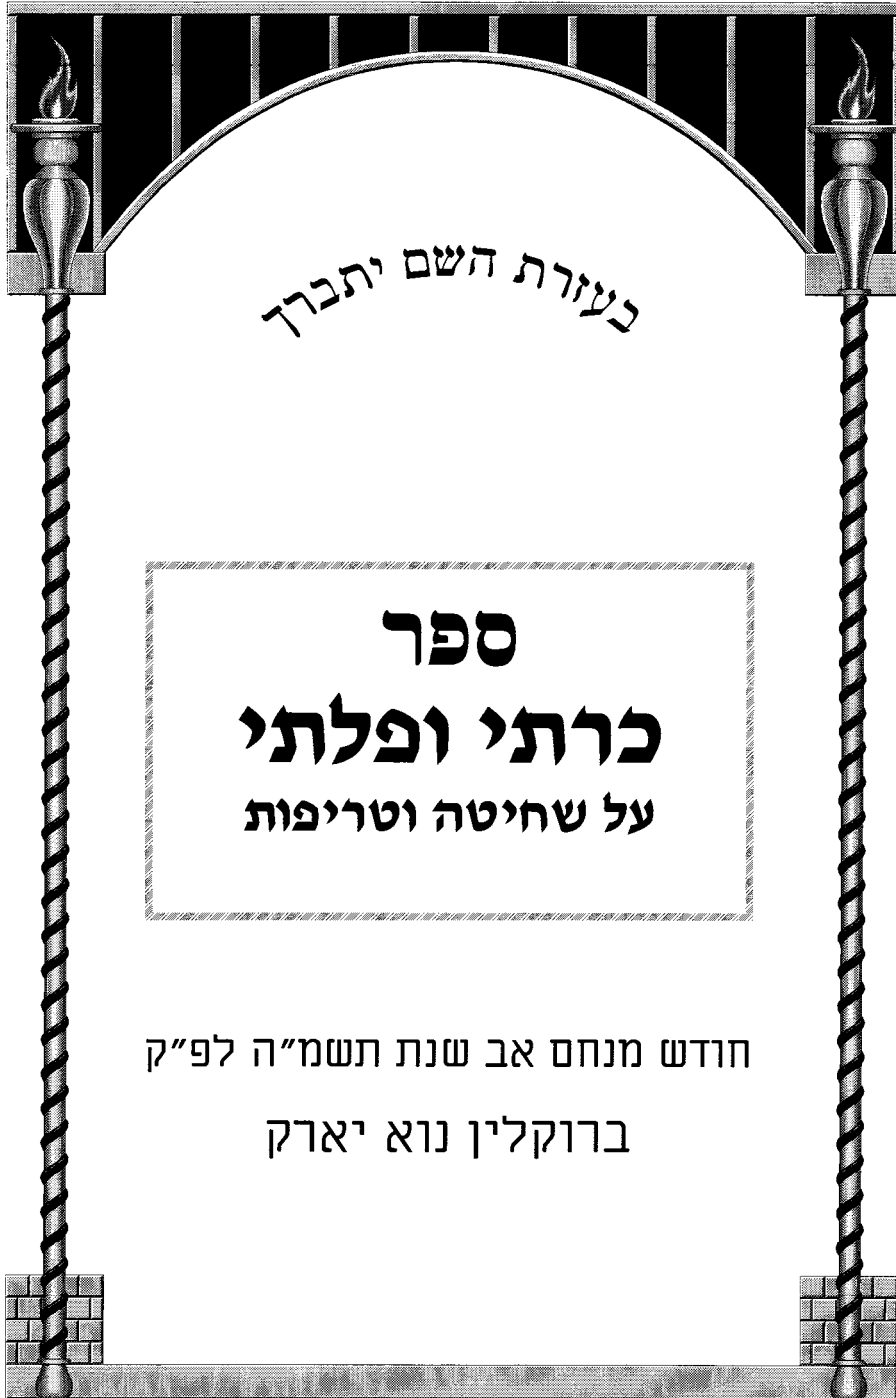 בעזרת השם יתברך
ספר
כרתי ופלתי
על שחיטה וטריפות
חודש מנחם אב שנת תשמ״ה לפ״ק
ברוקלין נוא יארק